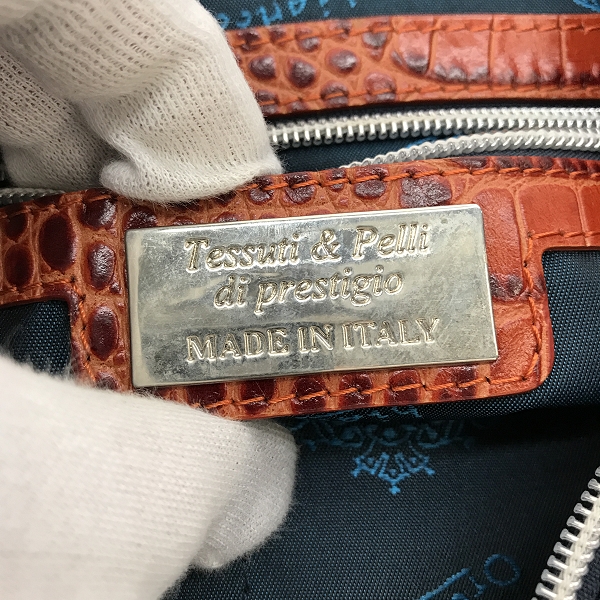 Tessuti & Pelli
di prestigio
MADE IN ITALY